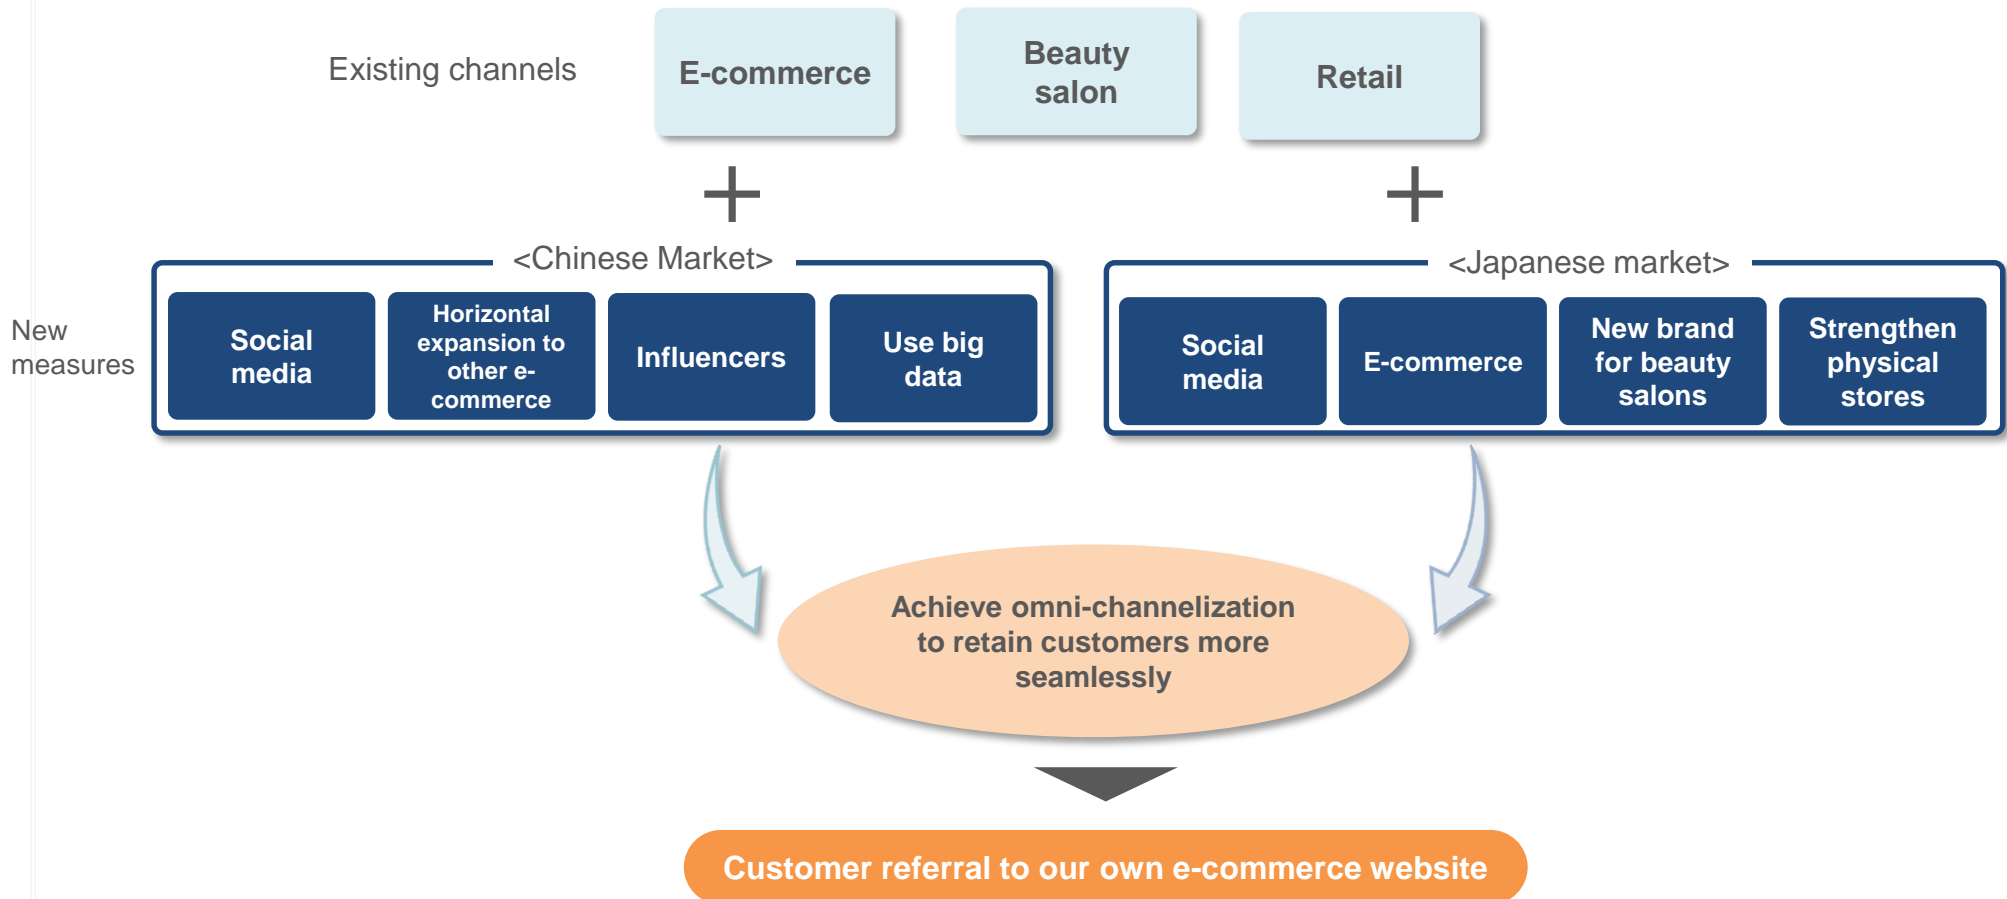 Existing channels
E-commerce
Beauty
salon
Retail
<Chinese Market>
<Japanese market>
New
measures
Social
media
Horizontal
expansion to
other e-
commerce
Influencers
Use big
data
Social
media
E-commerce
New brand
for beauty
salons
Strengthen
physical
stores
Achieve omni-channelization
to retain customers more
seamlessly
Customer referral to our own e-commerce website